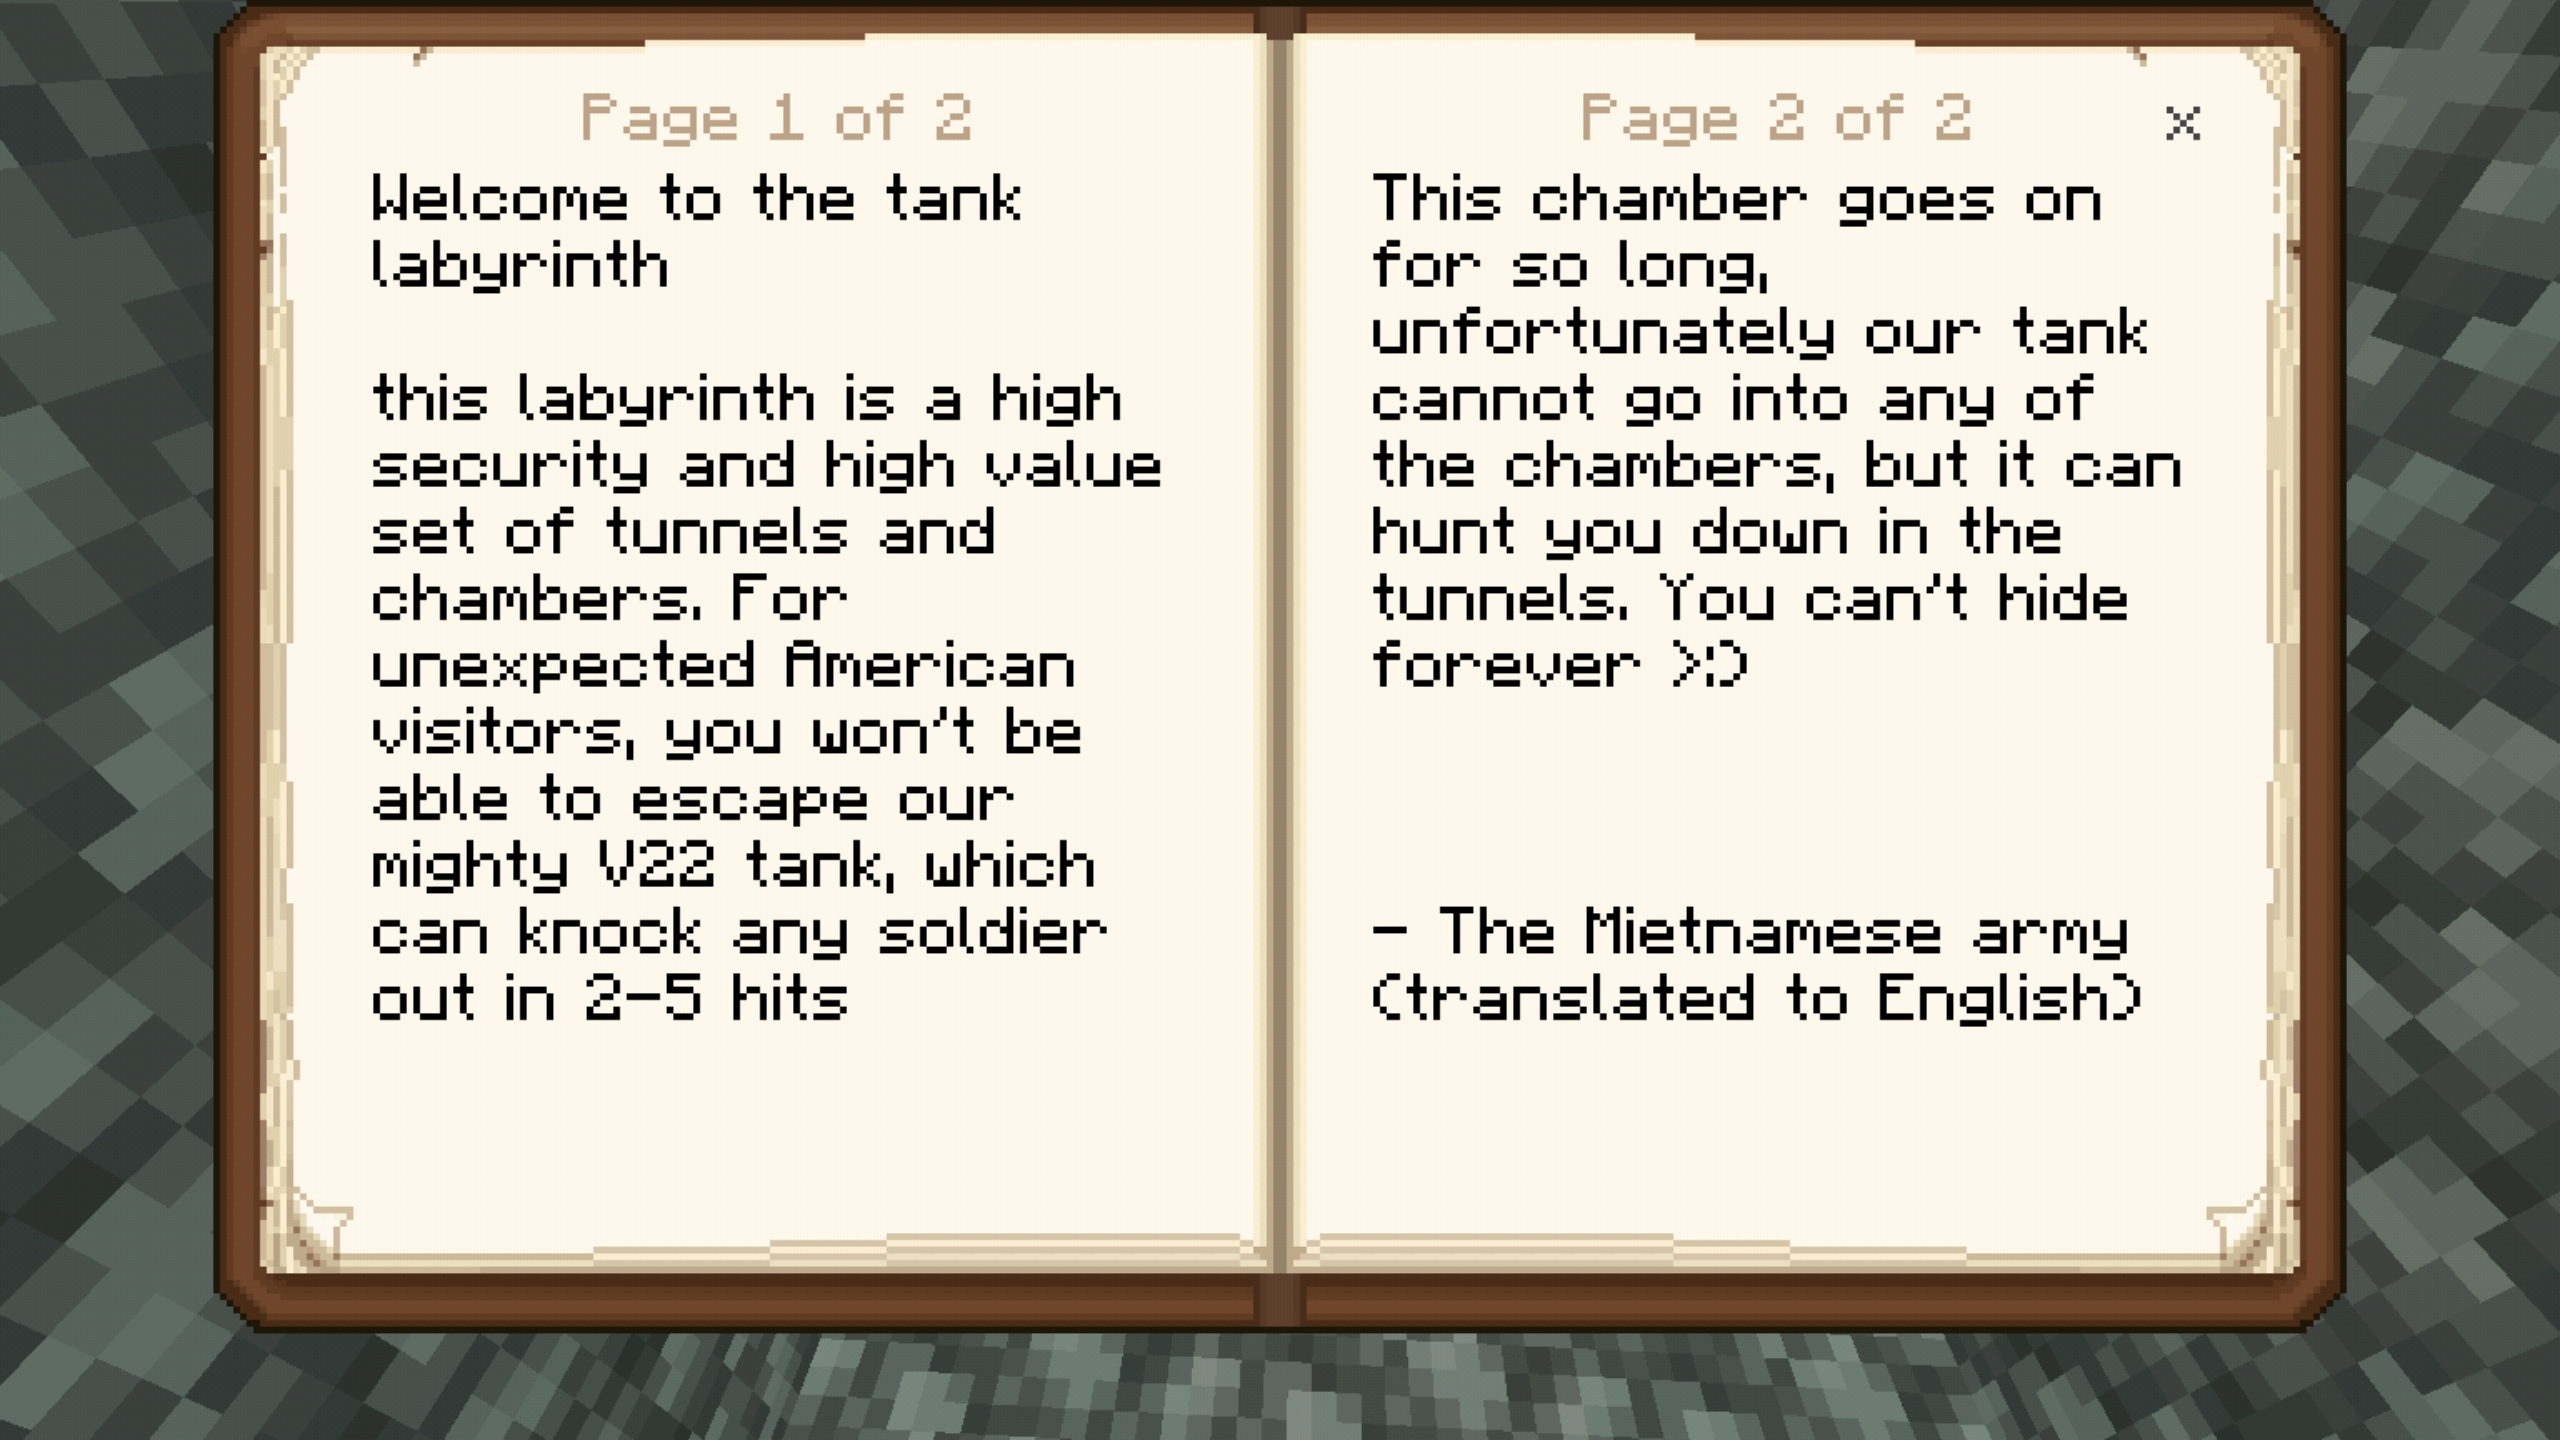 Page 1 of 2
Welcome to the tank
labyrinth
this labyrinth is a high
security and high value
set of tunnels and
chambers. For
unexpected American
visitors, you won't be
able to escape our
mighty V22 tank, which
can knock any soldier
out in 2-5 hits
Page 2 of 2
x
This chamber goes on
for so long,
unfortunately our tank
cannot go into any of
the chambers, but it can
hunt you down in the
tunnels. You can't hide
forever >:)
- The Mietnamese army
(translated to English)